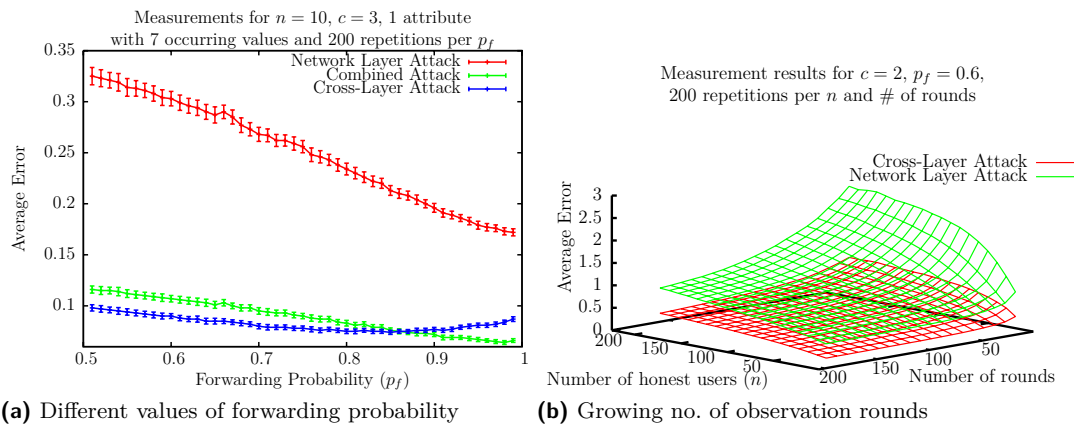 Measurements for n = 10, c = 3, 1 attribute
with 7 occurring values and 200 repetitions per p_f
Network Layer Attack
Combined Attack
Cross-Layer Attack
0.35
0.3
0.25
0.2
0.15
0.1
Average Error
0.5 0.6 0.7 0.8 0.9 1
Forwarding Probability (p_f)
(a) Different values of forwarding probability
Measurement results for c = 2, p_f = 0.6,
200 repetitions per n and # of rounds
Cross-Layer Attack
Network Layer Attack
3
2.5
2
1.5
1
0.5
0
Average Error
200 150 100 50
Number of honest users (n)
200 150 100 50
Number of rounds
(b) Growing no. of observation rounds